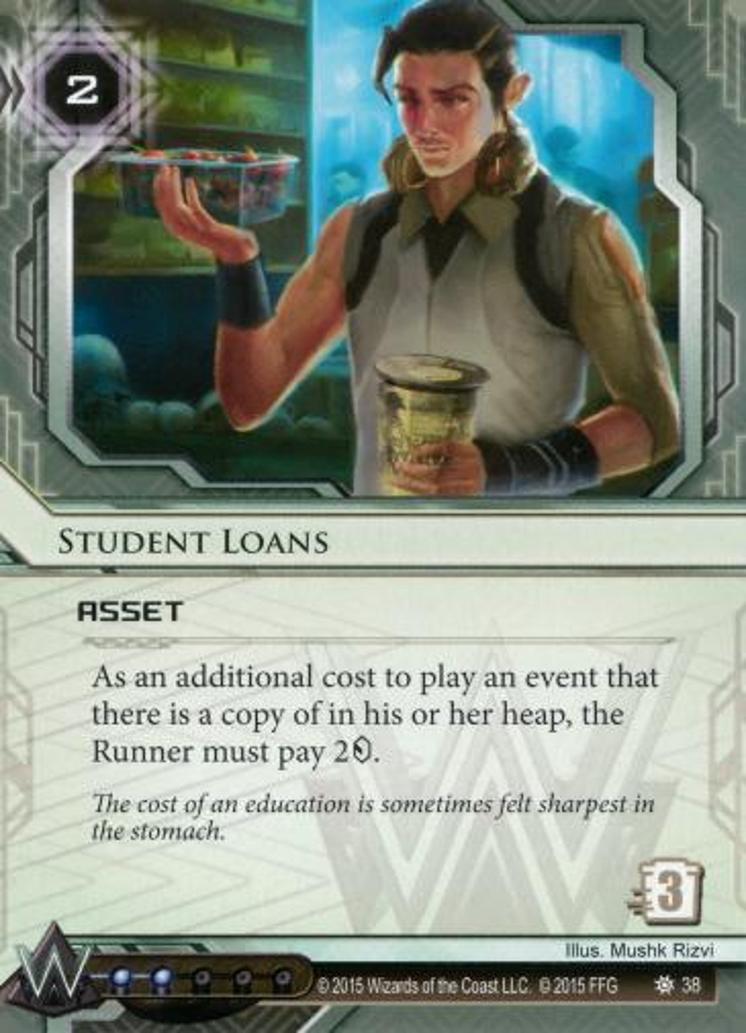 2
STUDENT LOANS
ASSET
As an additional cost to play an event that
there is a copy of in his or her heap, the
Runner must pay 2.
The cost of an education is sometimes felt sharpest in
the stomach.
3
Illus. Mushk Rizvi
W
© 2015 Wizards of the Coast LLC. © 2015 FFG 38